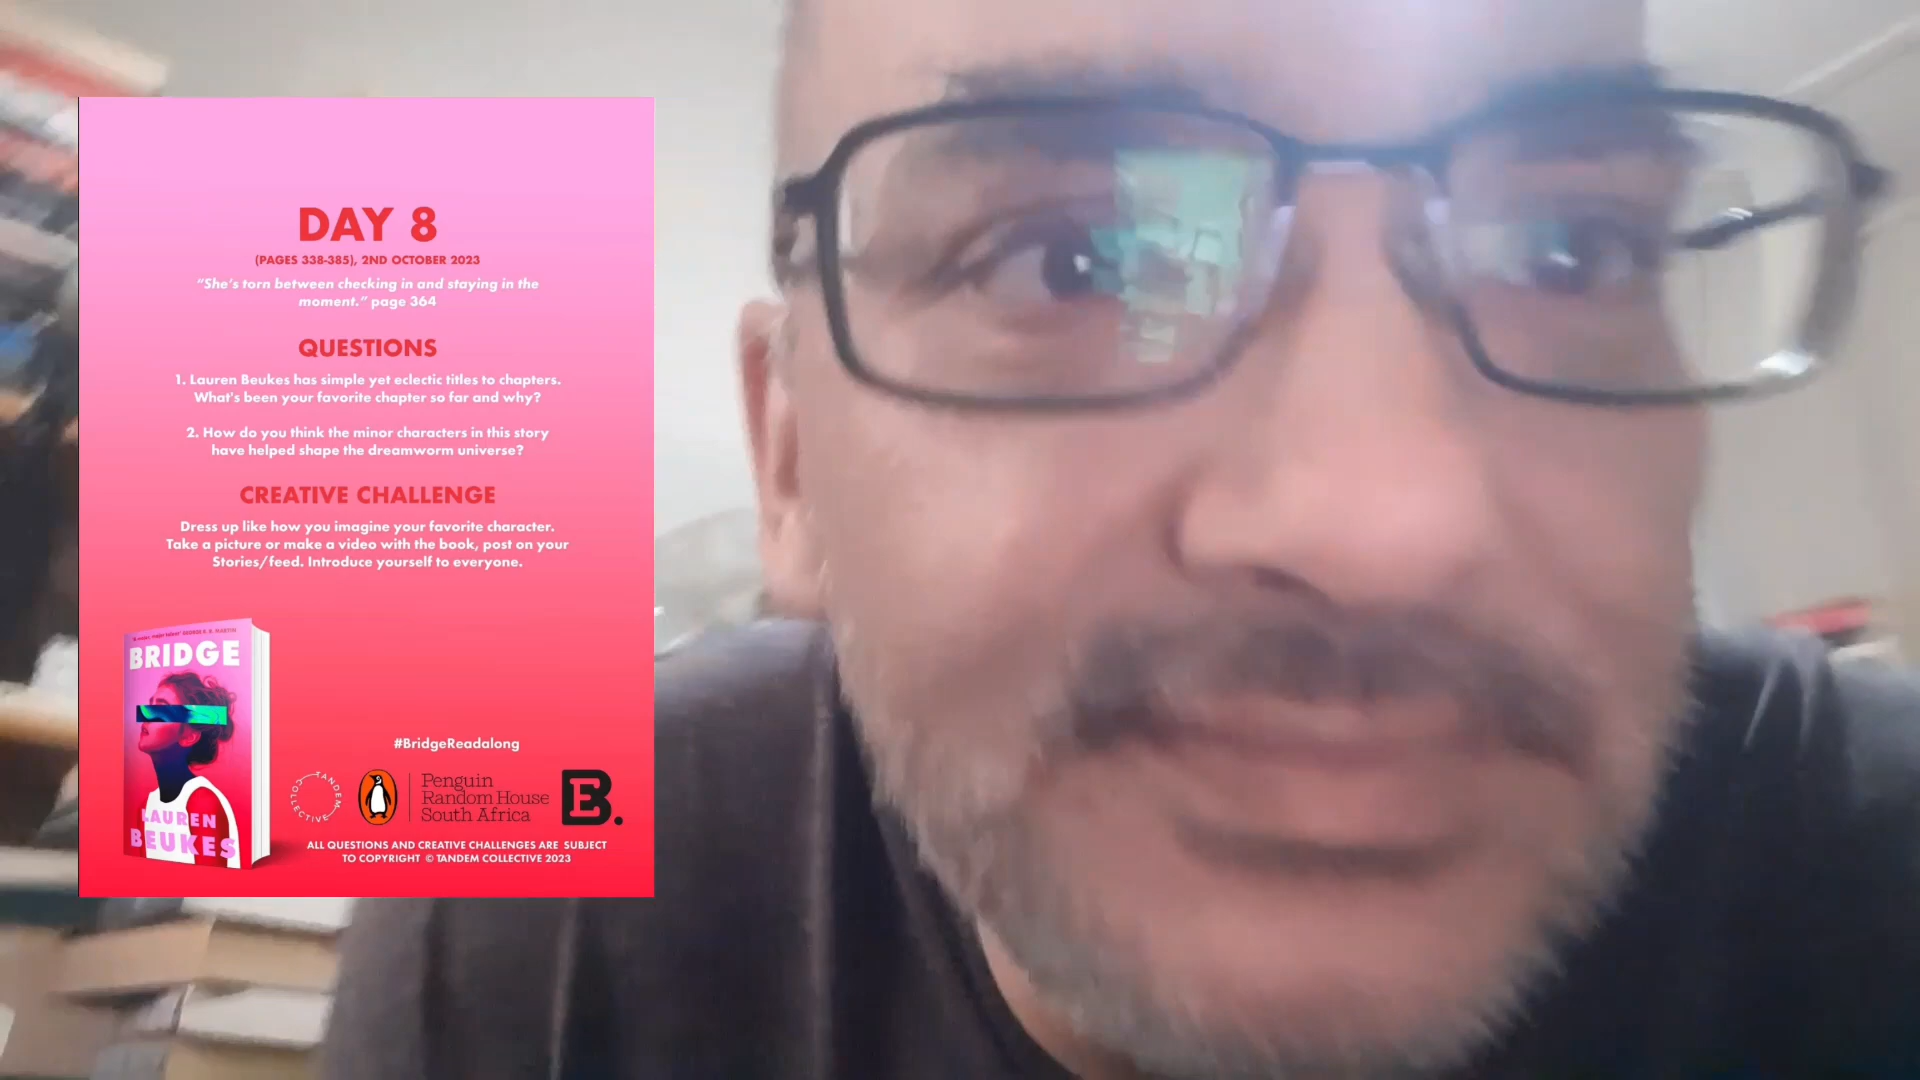 DAY 8
(PAGES 338-385), 2ND OCTOBER 2023
"She's torn between checking in and staying in the
moment." page 364
QUESTIONS
1. Lauren Beukes has simple yet eclectic titles to chapters.
What's been your favorite chapter so far and why?
2. How do you think the minor characters in this story
have helped shape the dreamworm universe?
CREATIVE CHALLENGE
Dress up like how you imagine your favorite character.
Take a picture or make a video with the book, post on your
Stories/feed. Introduce yourself to everyone.
'A major, major talent' GEORGE R. R. MARTIN
BRIDGE
LAUREN
BEUKES
#BridgeReadalong
TANDEM
COLLECTIVE
Penguin
Random House
South Africa
B.
ALL QUESTIONS AND CREATIVE CHALLENGES ARE SUBJECT
TO COPYRIGHT © TANDEM COLLECTIVE 2023